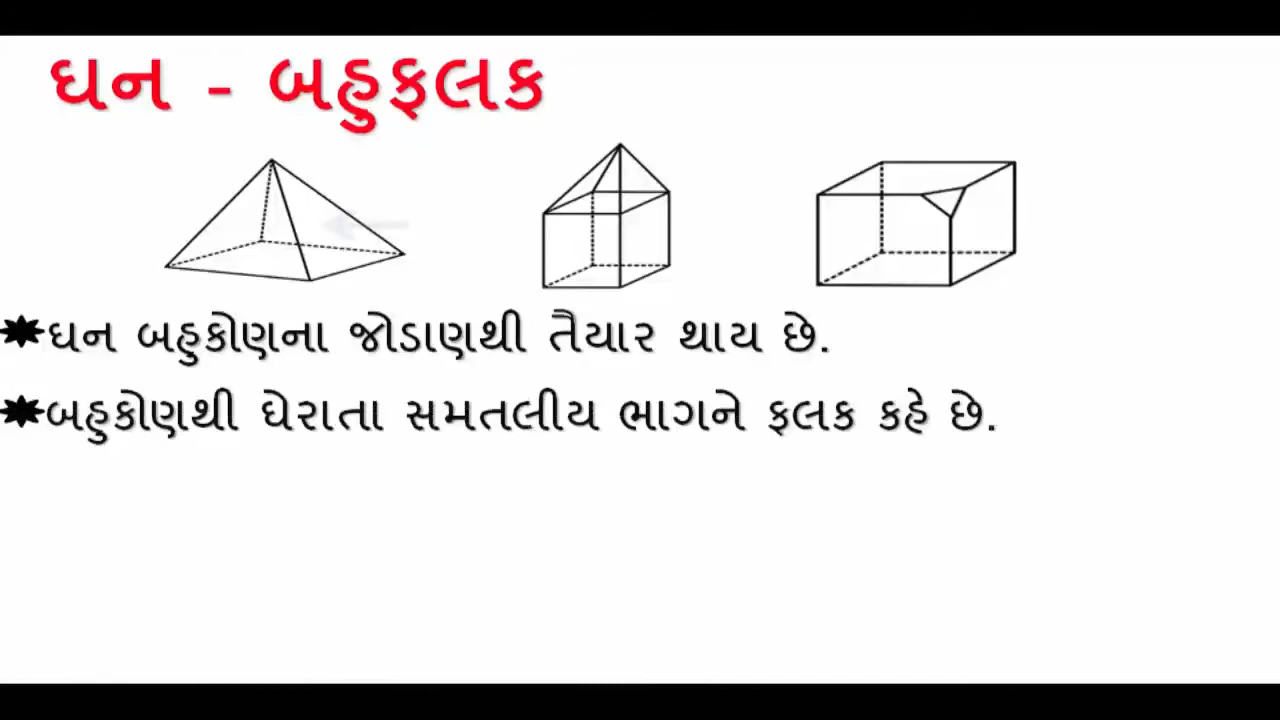 ઘન - બહુફલક
ઘન બહુકોણના જોડાણથી તૈયાર થાય છે.
બહુકોણથી ઘેરાતા સમતલીય ભાગને ફલક કહે છે.